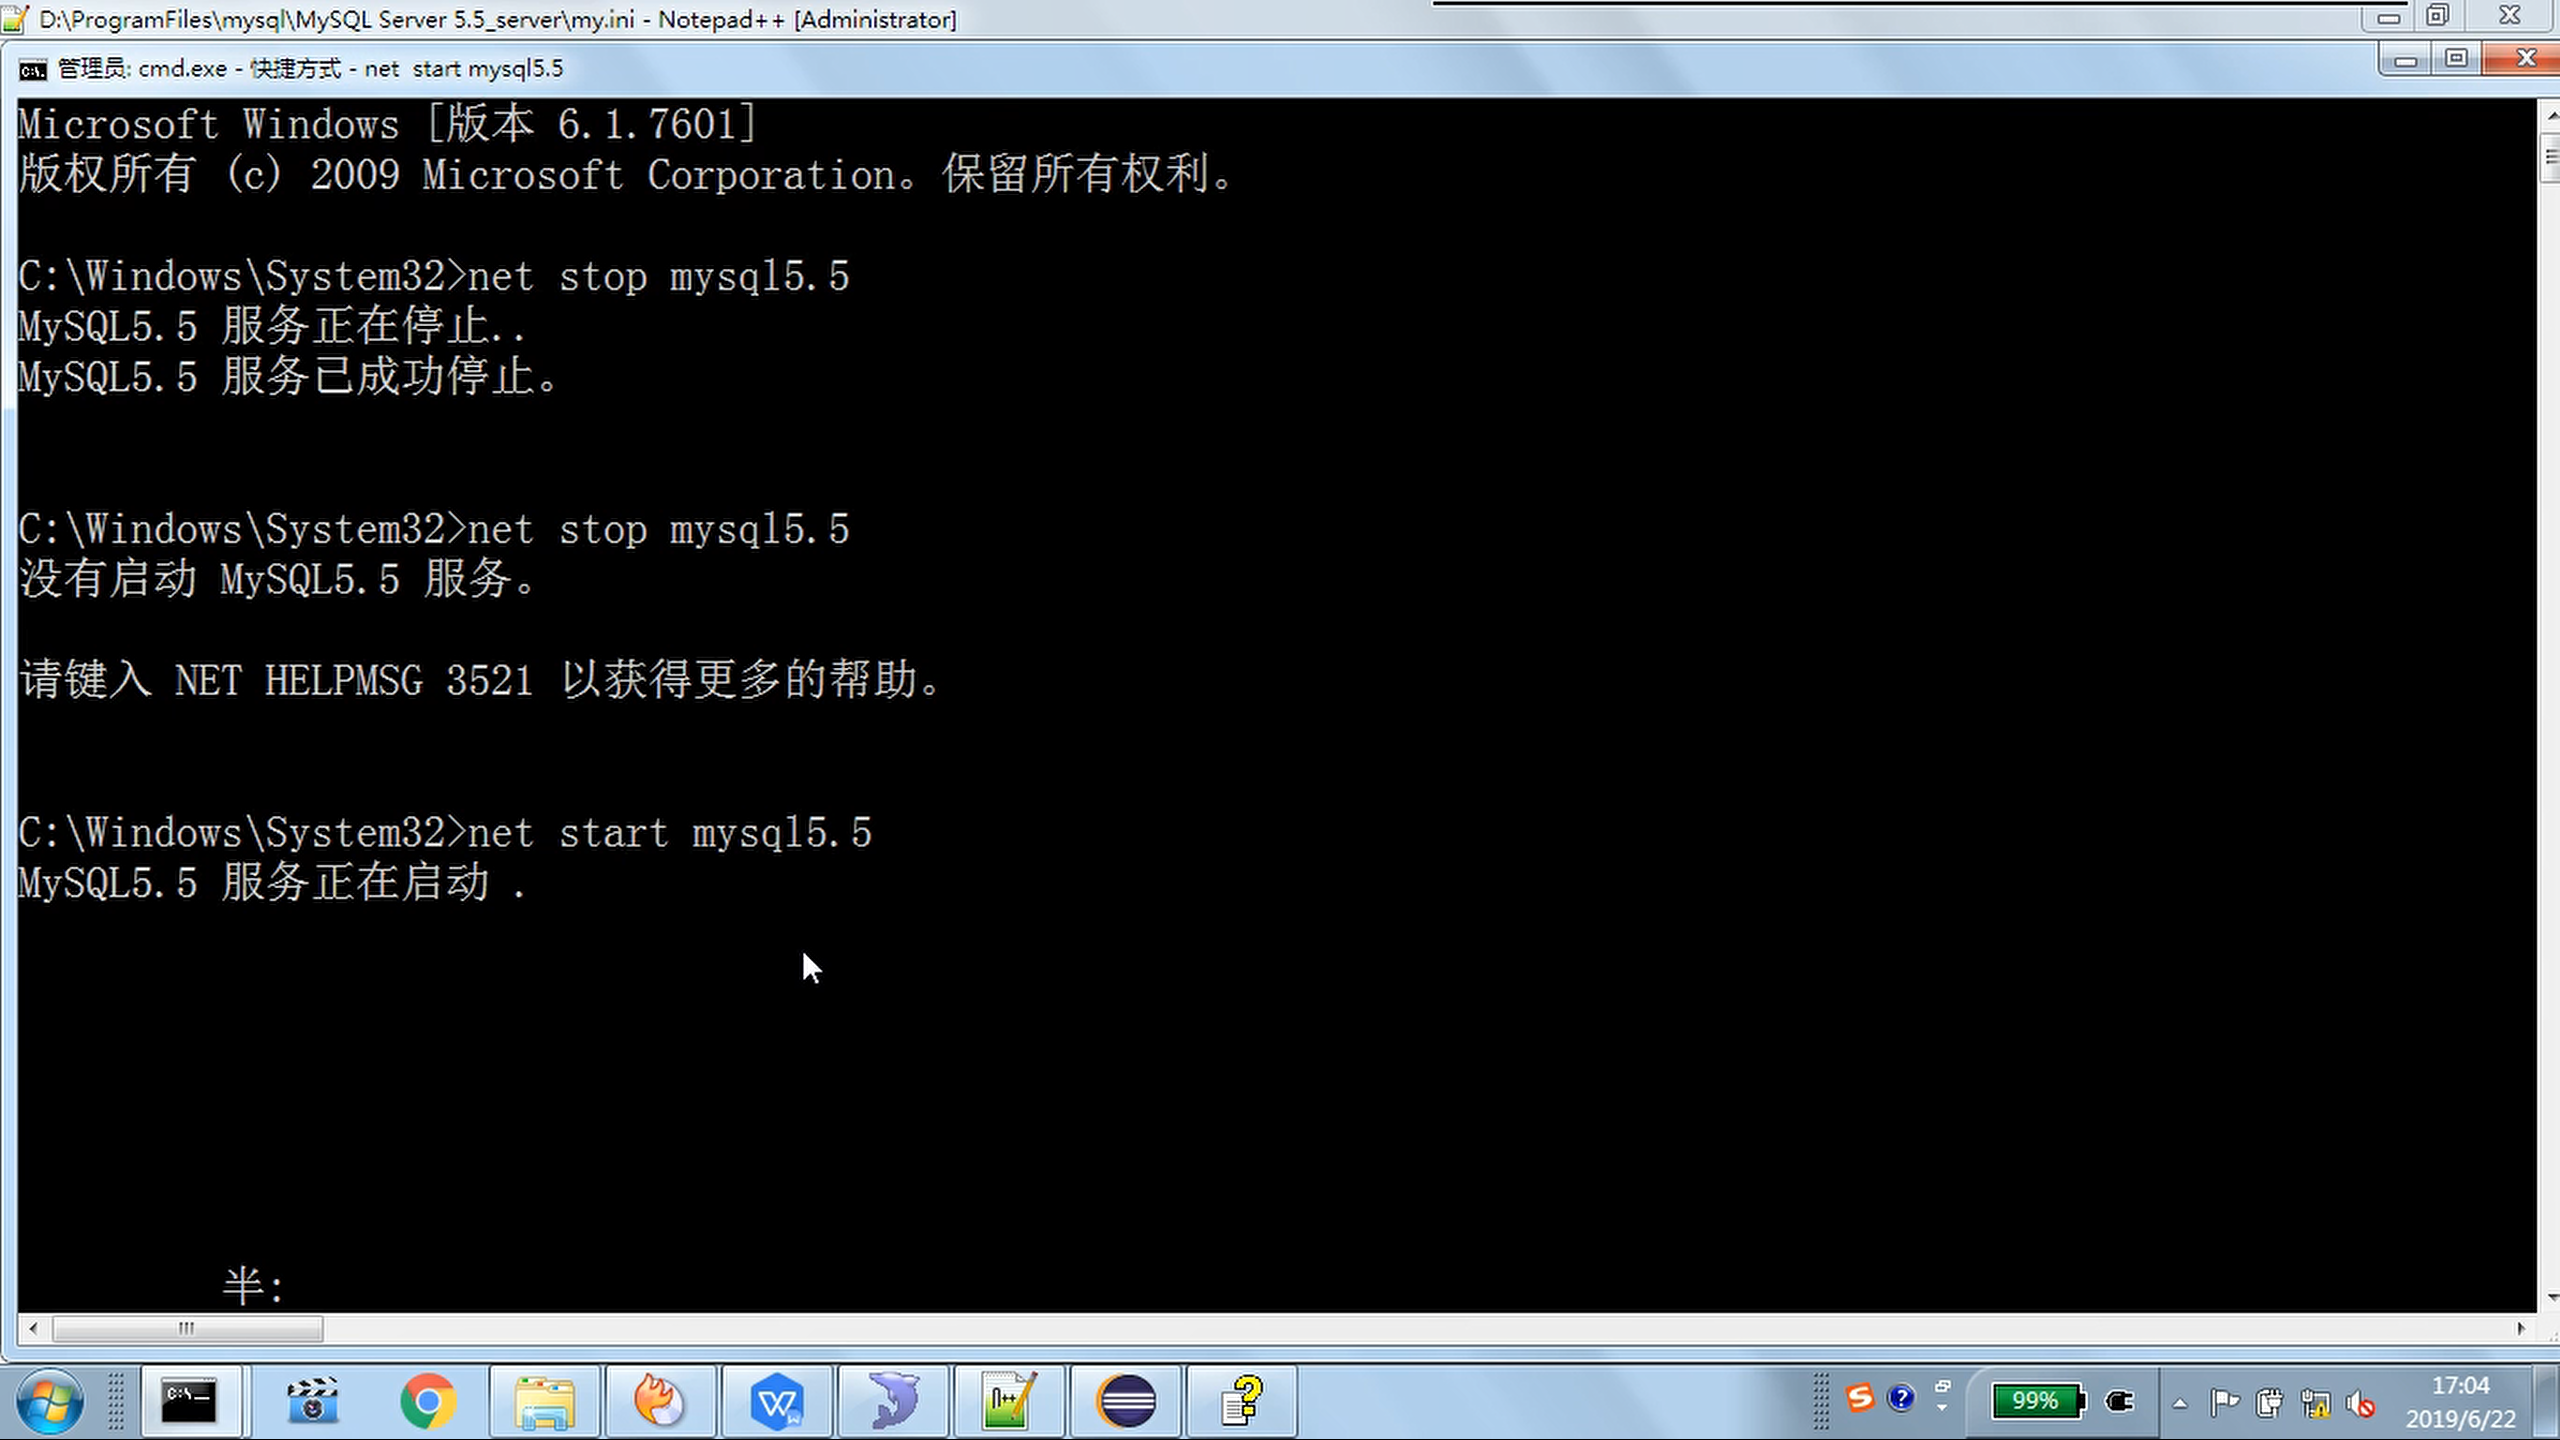 D:\ProgramFiles\mysql\MySQL Server 5.5_server\my.ini - Notepad++ [Administrator]
管理员: cmd.exe - 快捷方式 - net  start mysql5.5
Microsoft Windows [版本 6.1.7601]
版权所有 (c) 2009 Microsoft Corporation。保留所有权利。
C:\Windows\System32>net stop mysql5.5
MySQL5.5 服务正在停止..
MySQL5.5 服务已成功停止。
C:\Windows\System32>net stop mysql5.5
没有启动 MySQL5.5 服务。
请键入 NET HELPMSG 3521 以获得更多的帮助。
C:\Windows\System32>net start mysql5.5
MySQL5.5 服务正在启动 .
半:
99%
17:04
2019/6/22